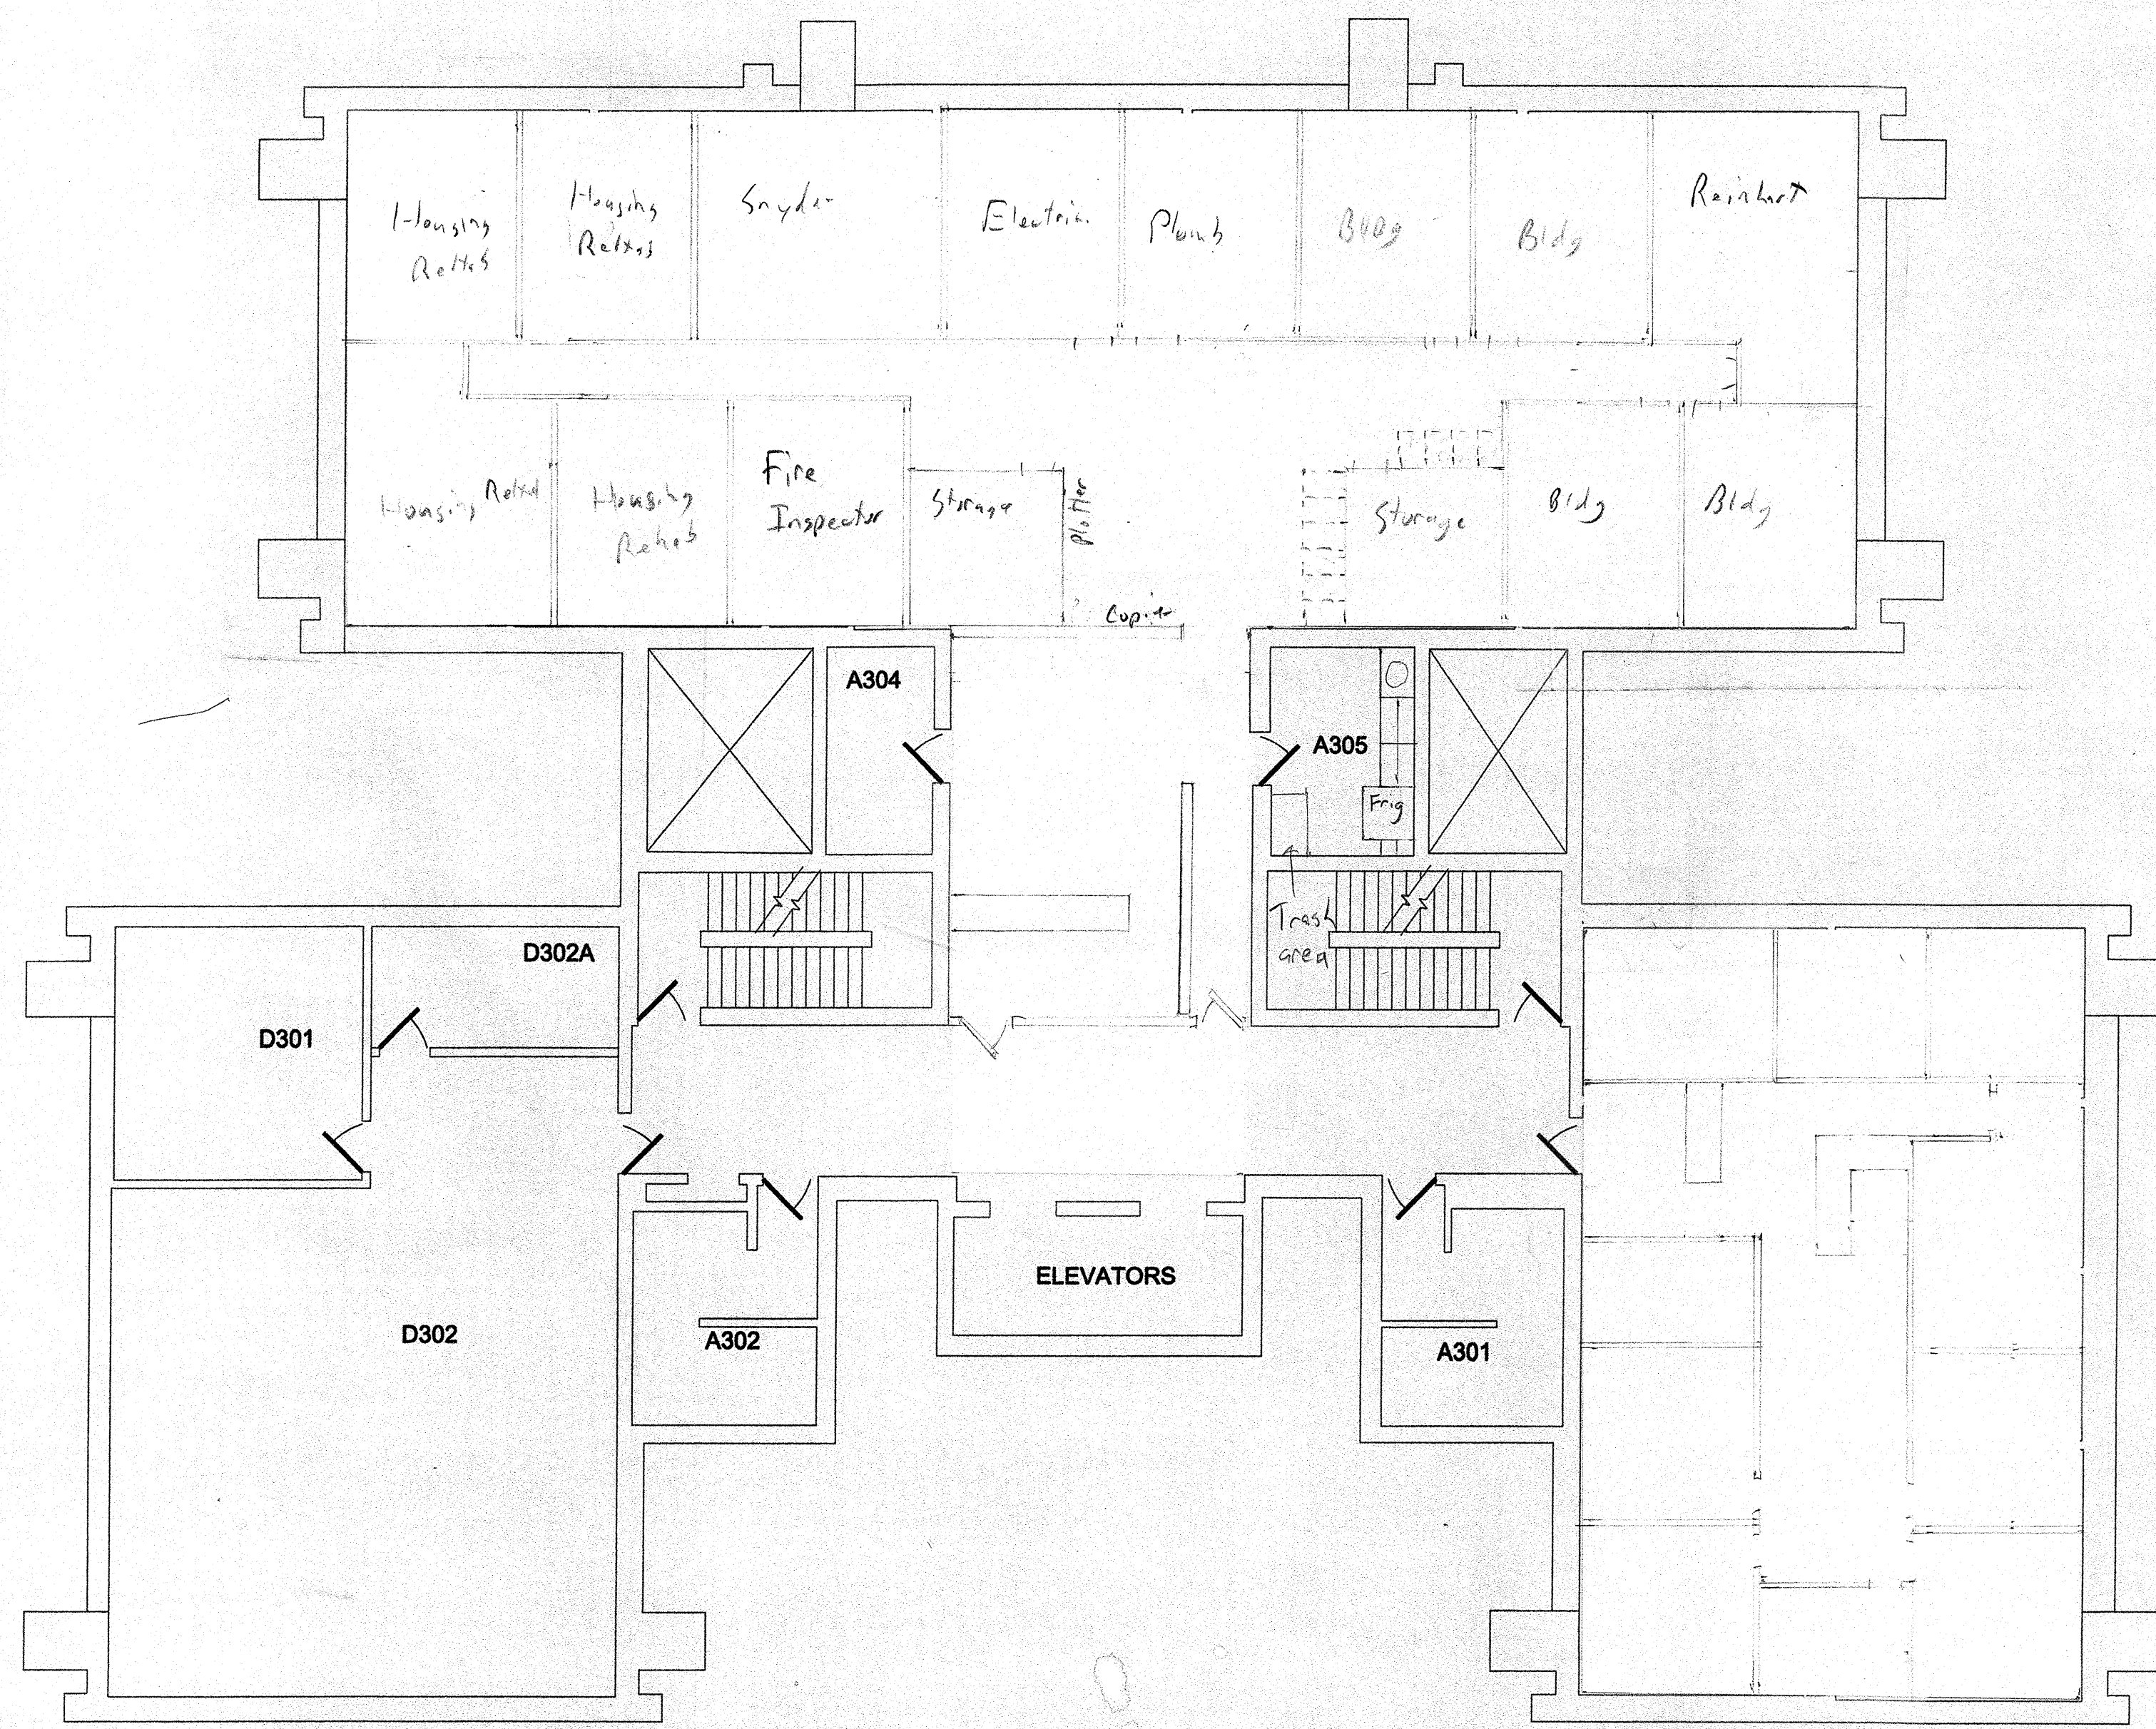 Housing
Rehab
Housing
Rehab
Snyder
Electric.
Plumb
Bldg
Bldg
Reinhart
Housing Rehab
Housing
Rehab
Fire
Inspector
Storage
Plotter
Copier
Storage
Bldg
Bldg
A304
A305
Frig
Trash
area
D302A
D301
D302
A302
ELEVATORS
A301